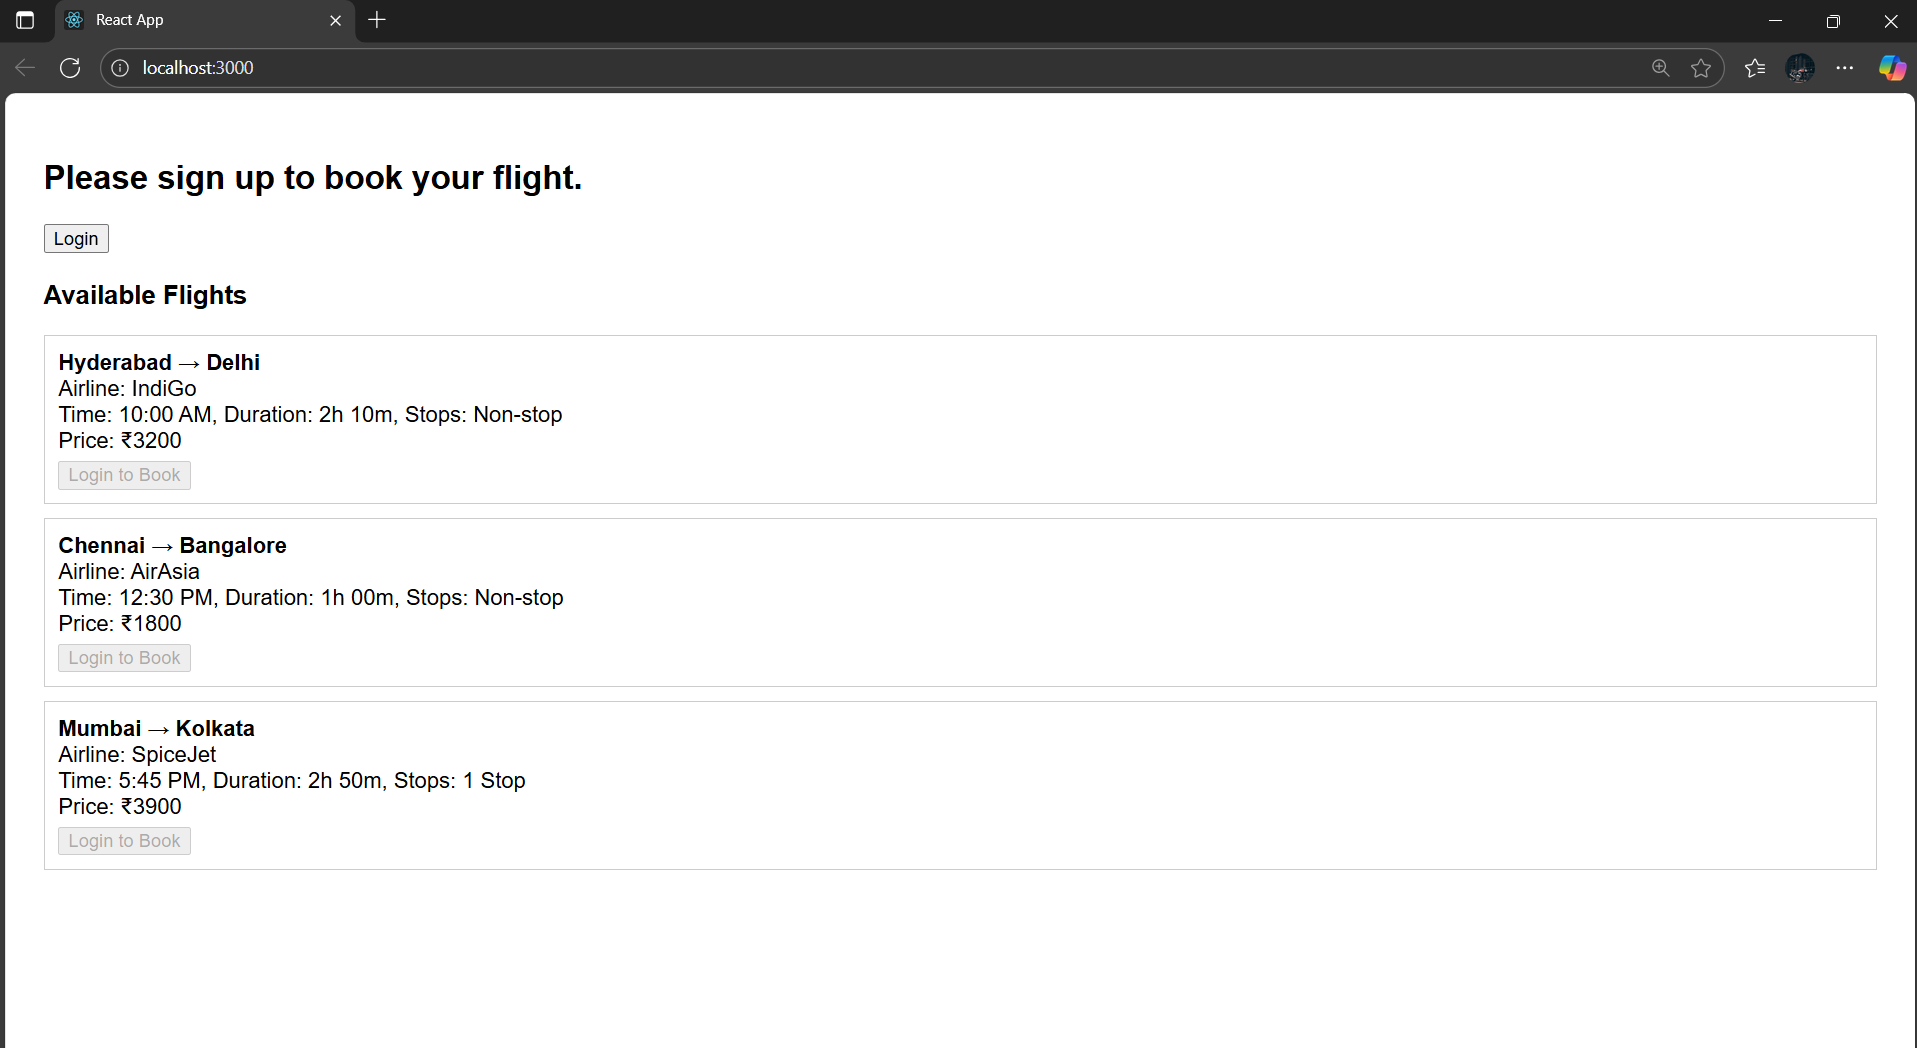 React App
localhost:3000
Please sign up to book your flight.
Login
Available Flights
Hyderabad → Delhi
Airline: IndiGo
Time: 10:00 AM, Duration: 2h 10m, Stops: Non-stop
Price: ₹3200
Login to Book
Chennai → Bangalore
Airline: AirAsia
Time: 12:30 PM, Duration: 1h 00m, Stops: Non-stop
Price: ₹1800
Login to Book
Mumbai → Kolkata
Airline: SpiceJet
Time: 5:45 PM, Duration: 2h 50m, Stops: 1 Stop
Price: ₹3900
Login to Book